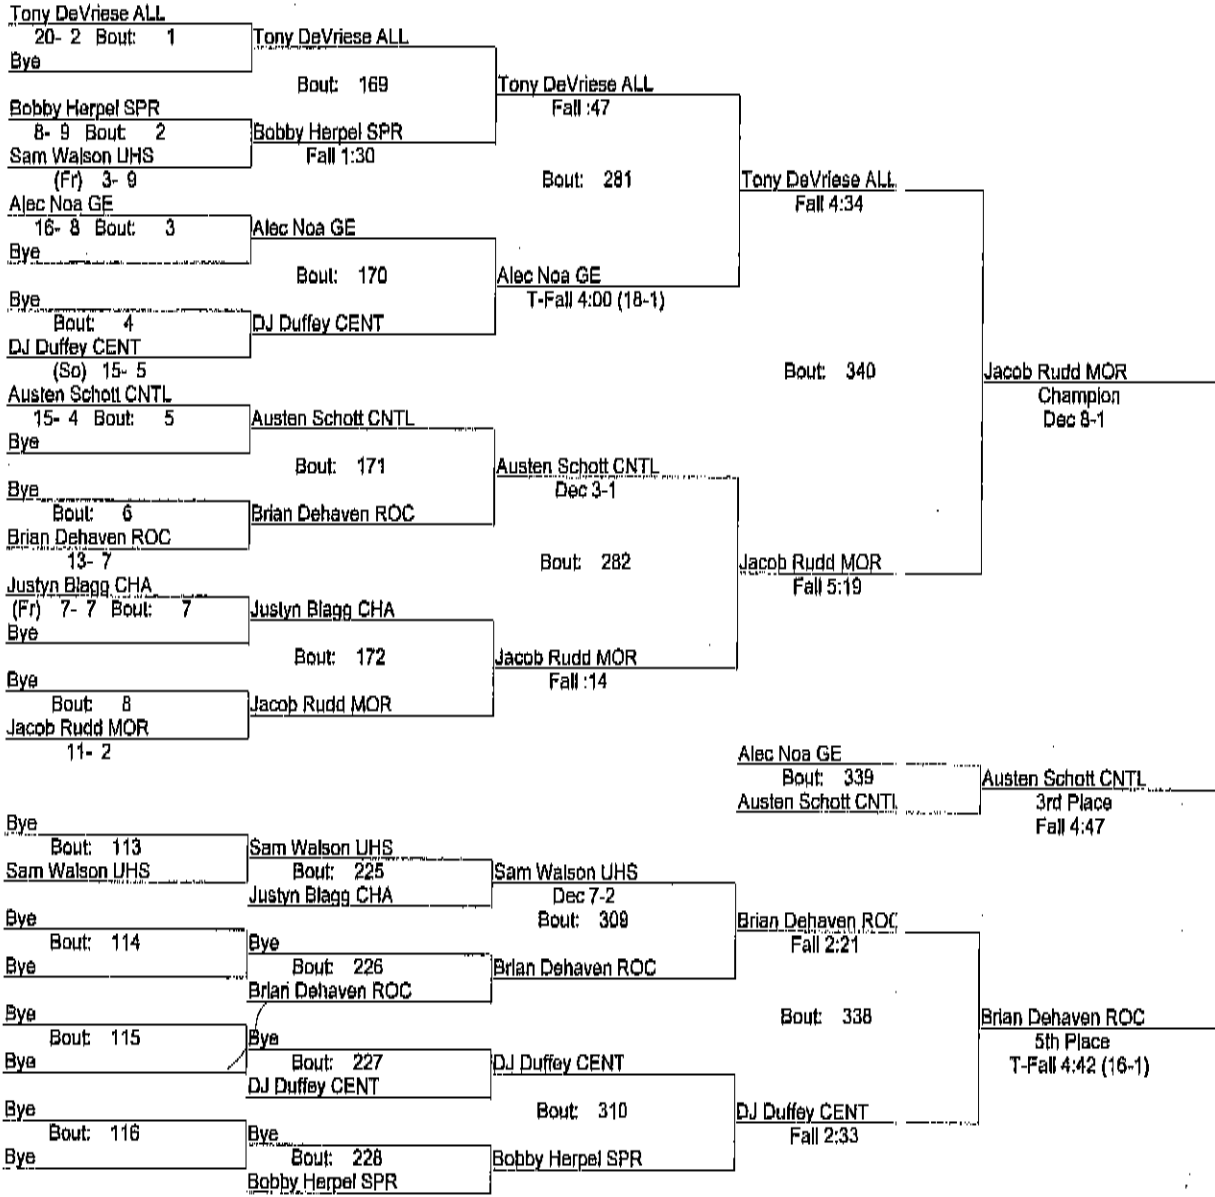 Tony DeVriese ALL
20- 2 Bout: 1
Bye
Tony DeVriese ALL
Bout: 169
Bobby Herpel SPR
8- 9 Bout: 2
Sam Walson UHS
(Fr) 3- 9
Bobby Herpel SPR
Fall 1:30
Tony DeVriese ALL
Fall :47
Bout: 281
Alec Noa GE
16- 8 Bout: 3
Bye
Alec Noa GE
Bout: 170
Bye
Bout: 4
DJ Duffey CENT
(So) 15- 5
DJ Duffey CENT
Alec Noa GE
T-Fall 4:00 (18-1)
Tony DeVriese ALL
Fall 4:34
Bout: 340
Austen Schott CNTL
15- 4 Bout: 5
Bye
Austen Schott CNTL
Bout: 171
Bye
Bout: 6
Brian Dehaven ROC
13- 7
Brian Dehaven ROC
Austen Schott CNTL
Dec 3-1
Bout: 282
Justyn Blagg CHA
(Fr) 7- 7 Bout: 7
Bye
Justyn Blagg CHA
Bout: 172
Bye
Bout: 8
Jacob Rudd MOR
11- 2
Jacob Rudd MOR
Jacob Rudd MOR
Fall :14
Jacob Rudd MOR
Fall 5:19
Jacob Rudd MOR
Champion
Dec 8-1
Alec Noa GE
Bout: 339
Austen Schott CNTL
Austen Schott CNTL
3rd Place
Fall 4:47
Bye
Bout: 113
Sam Walson UHS
Sam Walson UHS
Bout: 225
Justyn Blagg CHA
Sam Walson UHS
Dec 7-2
Bout: 309
Bye
Bout: 114
Bye
Bye
Bout: 226
Brian Dehaven ROC
Brian Dehaven ROC
Brian Dehaven ROC
Fall 2:21
Bout: 338
Bye
Bout: 115
Bye
Bye
Bout: 227
DJ Duffey CENT
DJ Duffey CENT
Bout: 310
Bye
Bout: 116
Bye
Bye
Bout: 228
Bobby Herpel SPR
Bobby Herpel SPR
DJ Duffey CENT
Fall 2:33
Brian Dehaven ROC
5th Place
T-Fall 4:42 (16-1)